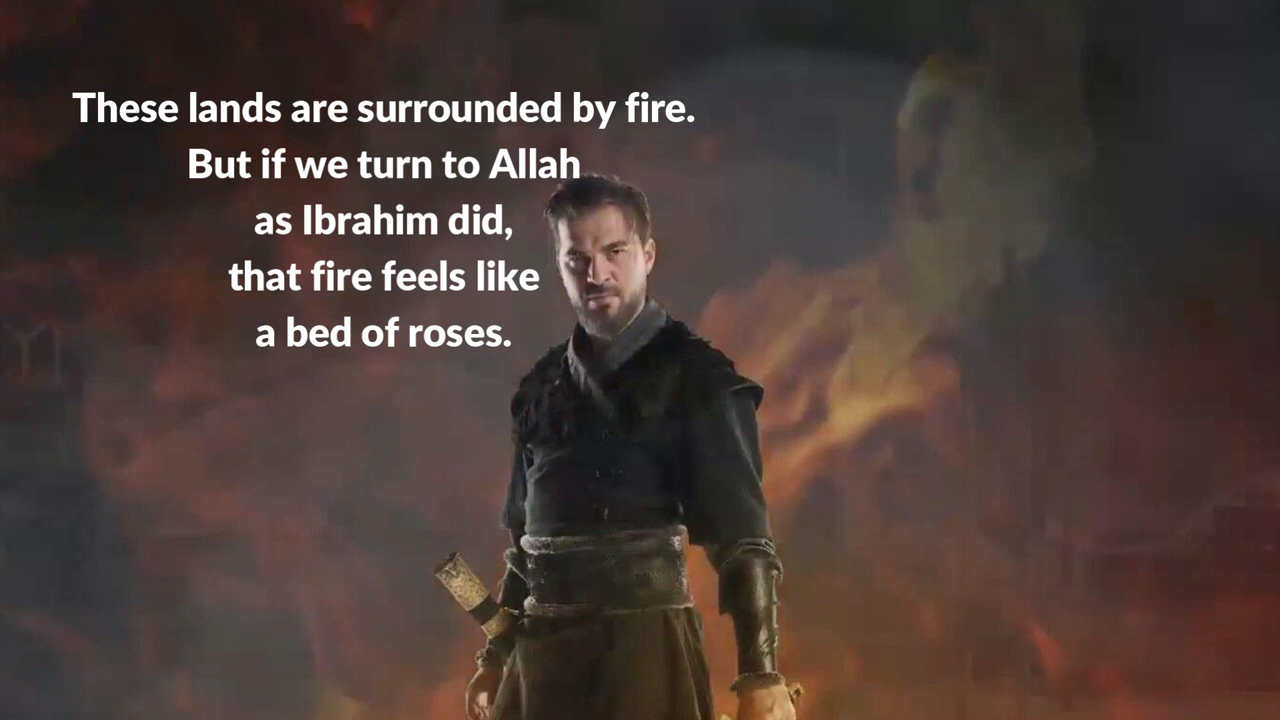 These lands are surrounded by fire.
But if we turn to Allah
as Ibrahim did,
that fire feels like
a bed of roses.